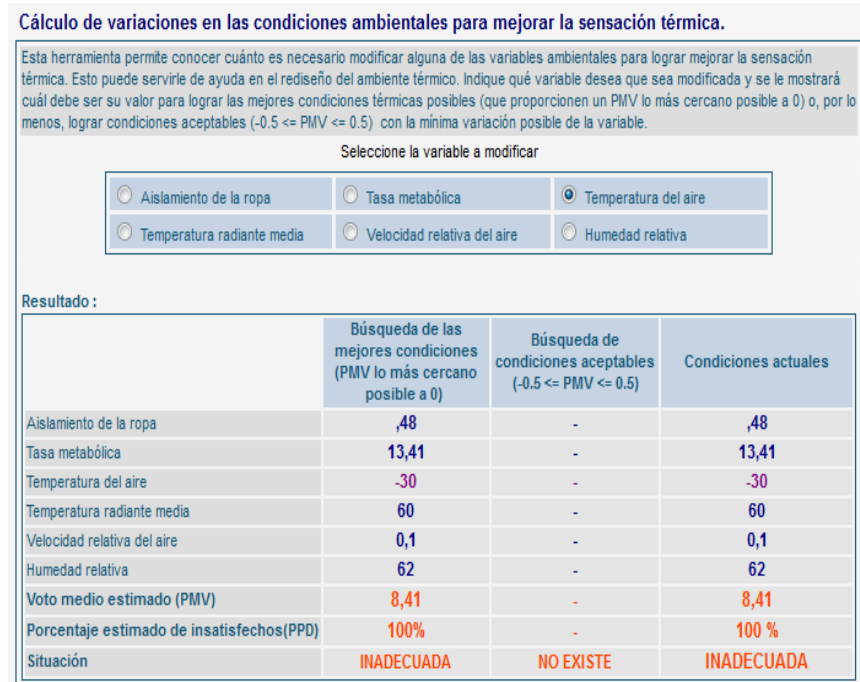 Cálculo de variaciones en las condiciones ambientales para mejorar la sensación térmica.
Esta herramienta permite conocer cuánto es necesario modificar alguna de las variables ambientales para lograr mejorar la sensación
térmica. Esto puede servirle de ayuda en el rediseño del ambiente térmico. Indique qué variable desea que sea modificada y se le mostrará
cuál debe ser su valor para lograr las mejores condiciones térmicas posibles (que proporcionen un PMV lo más cercano posible a 0) o, por lo
menos, lograr condiciones aceptables (-0.5 <= PMV <= 0.5) con la mínima variación posible de la variable.
Seleccione la variable a modificar
Aislamiento de la ropa Tasa metabólica Temperatura del aire
Temperatura radiante media Velocidad relativa del aire Humedad relativa
Resultado :
Búsqueda de las
mejores condiciones
(PMV lo más cercano
posible a 0)
Búsqueda de
condiciones aceptables
(-0.5 <= PMV <= 0.5)
Condiciones actuales
Aislamiento de la ropa ,48 - ,48
Tasa metabólica 13,41 - 13,41
Temperatura del aire -30 - -30
Temperatura radiante media 60 - 60
Velocidad relativa del aire 0,1 - 0,1
Humedad relativa 62 - 62
Voto medio estimado (PMV) 8,41 - 8,41
Porcentaje estimado de insatisfechos(PPD) 100% - 100 %
Situación INADECUADA NO EXISTE INADECUADA